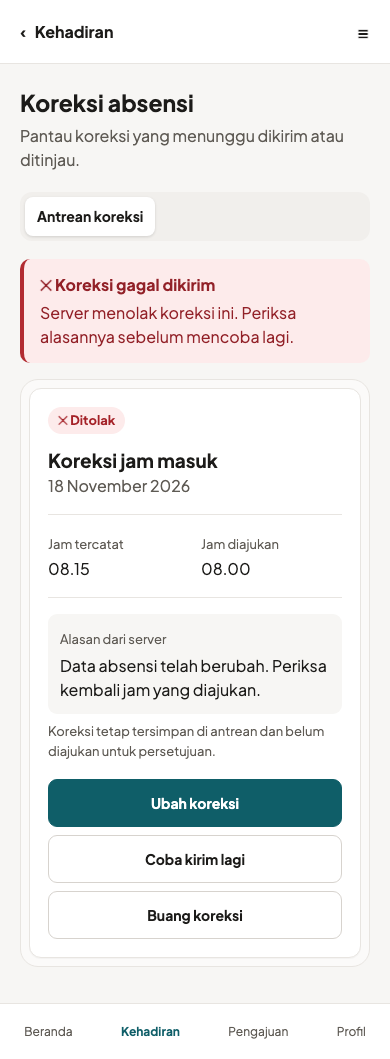 ‹ Kehadiran
≡
Koreksi absensi
Pantau koreksi yang menunggu dikirim atau
ditinjau.
Antrean koreksi
× Koreksi gagal dikirim
Server menolak koreksi ini. Periksa
alasannya sebelum mencoba lagi.
× Ditolak
Koreksi jam masuk
18 November 2026
Jam tercatat Jam diajukan
08.15 08.00
Alasan dari server
Data absensi telah berubah. Periksa
kembali jam yang diajukan.
Koreksi tetap tersimpan di antrean dan belum
diajukan untuk persetujuan.
Ubah koreksi
Coba kirim lagi
Buang koreksi
Beranda Kehadiran Pengajuan Profil